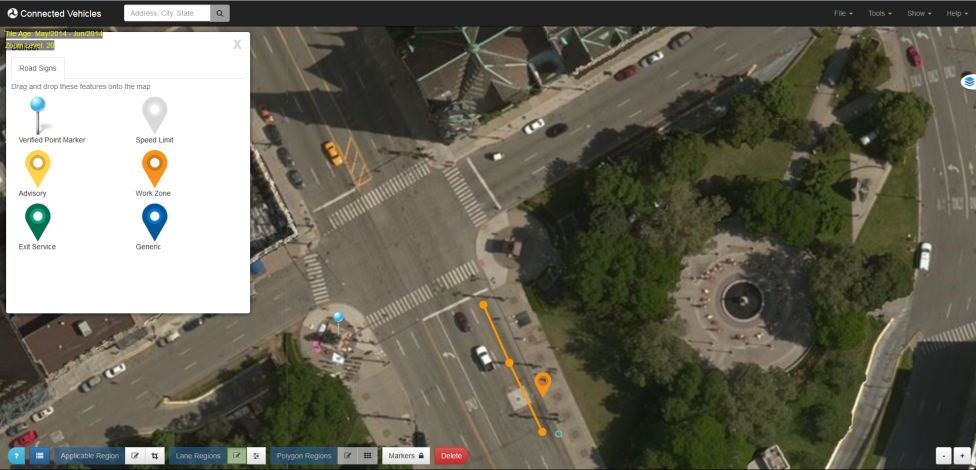 Connected Vehicles
Address, City, State
File
Tools
Show
Help
Tile Age: May/2014 - Jun/2014
Zoom Level: 20
X
Road Signs
Drag and drop these features onto the map
Verified Point Marker
Speed Limit
Advisory
Work Zone
Exit Service
Generic
?
Applicable Region
Lane Regions
Polygon Regions
Markers
Delete
-
+